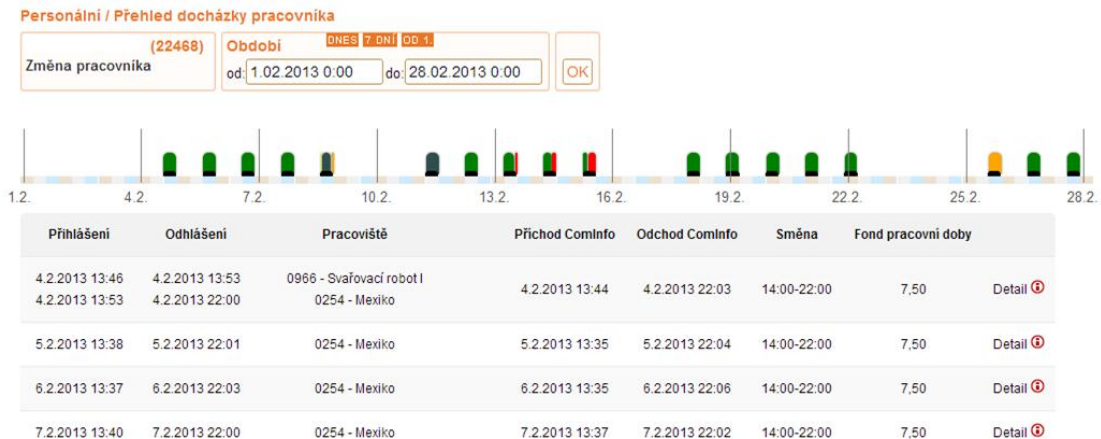 Personální / Přehled docházky pracovníka
(22468)
Změna pracovníka
Období DNES 7 DNÍ OD 1.
od: 1.02.2013 0:00 do: 28.02.2013 0:00 OK
1.2. 4.2. 7.2. 10.2. 13.2. 16.2. 19.2. 22.2. 25.2. 28.2.
Přihlášení Odhlášení Pracoviště Příchod ComInfo Odchod ComInfo Směna Fond pracovní doby
4.2.2013 13:46 4.2.2013 13:53 0966 - Svařovací robot I
4.2.2013 13:44 4.2.2013 22:03 14:00-22:00 7,50 Detail
4.2.2013 13:53 4.2.2013 22:00 0254 - Mexiko
5.2.2013 13:38 5.2.2013 22:01 0254 - Mexiko 5.2.2013 13:35 5.2.2013 22:04 14:00-22:00 7,50 Detail
6.2.2013 13:37 6.2.2013 22:03 0254 - Mexiko 6.2.2013 13:35 6.2.2013 22:06 14:00-22:00 7,50 Detail
7.2.2013 13:40 7.2.2013 22:00 0254 - Mexiko 7.2.2013 13:37 7.2.2013 22:02 14:00-22:00 7,50 Detail